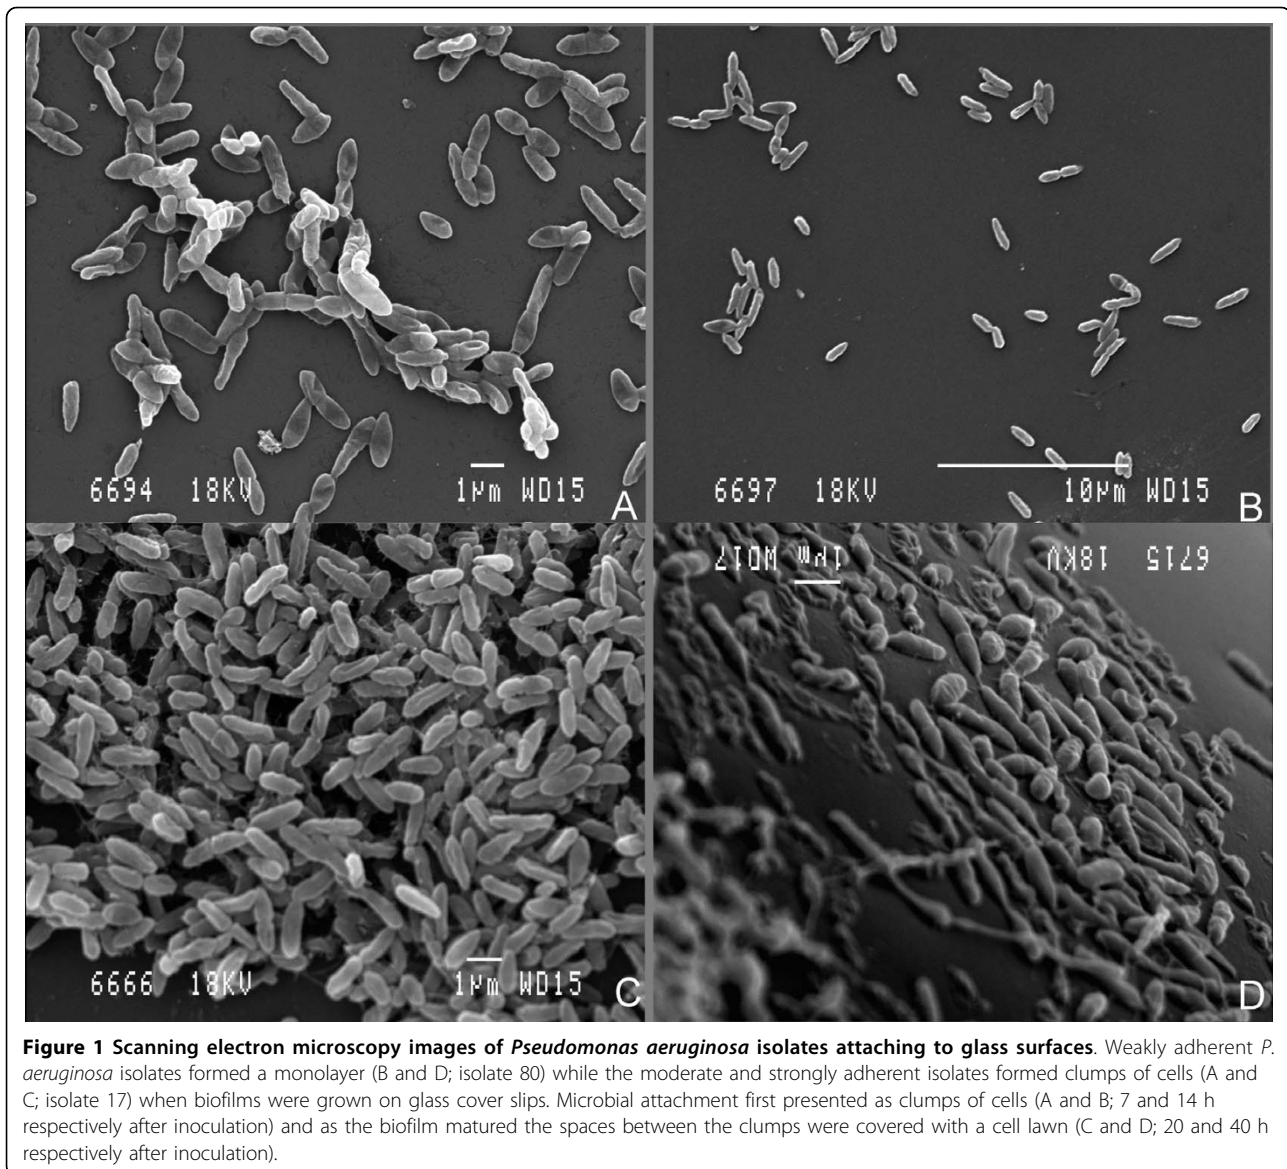 6694 18KV 1µm WD15 A
6697 18KV 10µm WD15 B
6715 18KV 1µm WD17
6666 18KV 1µm WD15 C
D
Figure 1 Scanning electron microscopy images of Pseudomonas aeruginosa isolates attaching to glass surfaces. Weakly adherent P.
aeruginosa isolates formed a monolayer (B and D; isolate 80) while the moderate and strongly adherent isolates formed clumps of cells (A and
C; isolate 17) when biofilms were grown on glass cover slips. Microbial attachment first presented as clumps of cells (A and B; 7 and 14 h
respectively after inoculation) and as the biofilm matured the spaces between the clumps were covered with a cell lawn (C and D; 20 and 40 h
respectively after inoculation).